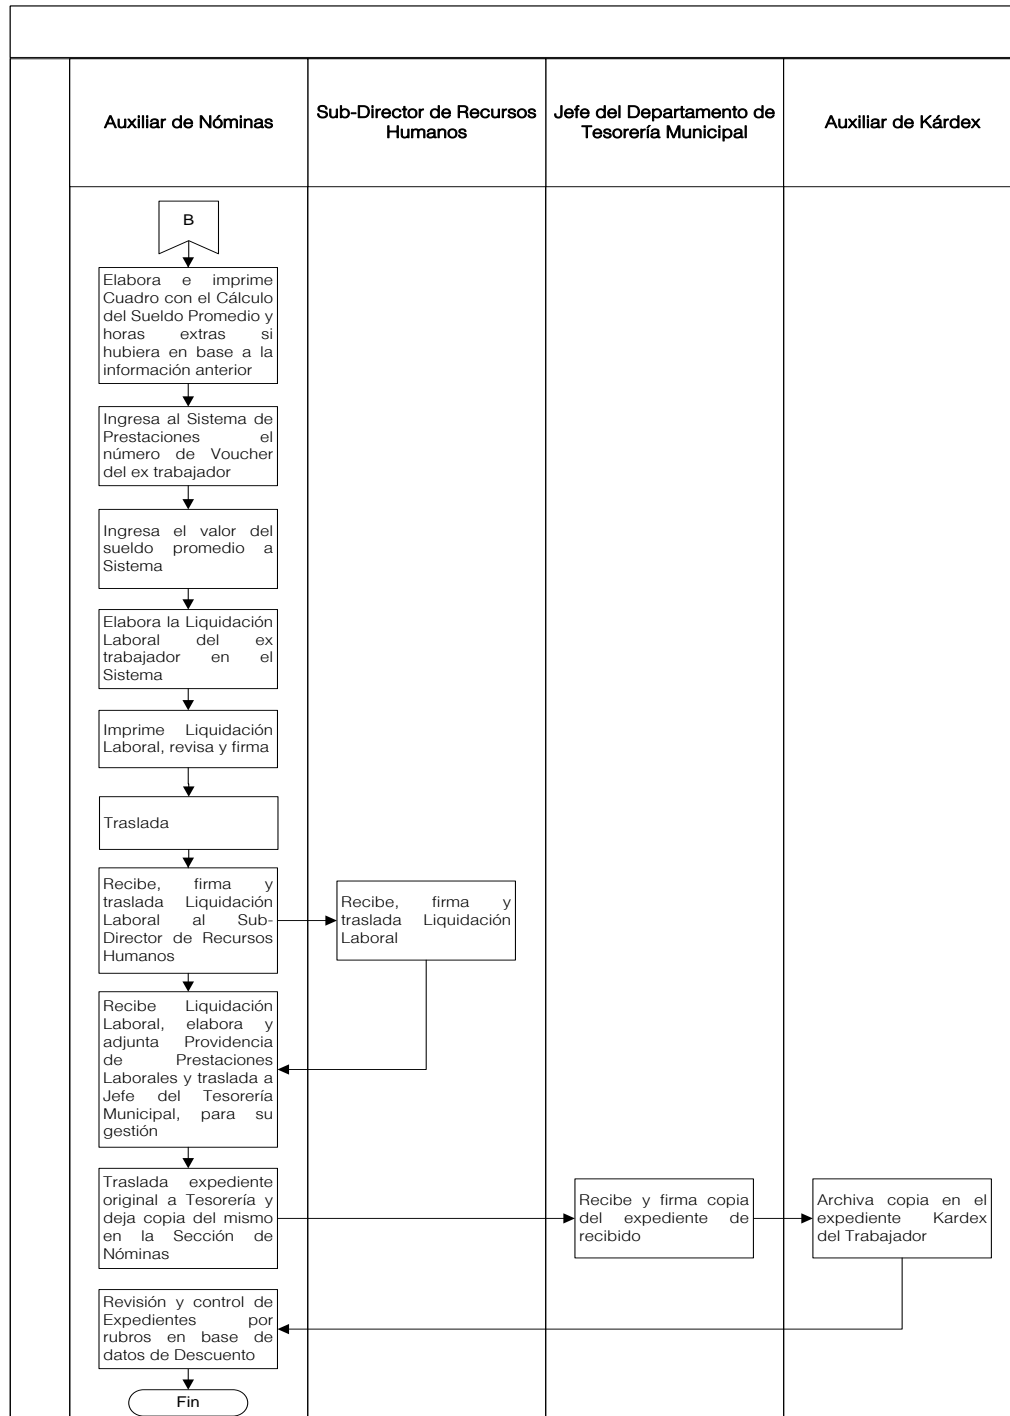 Auxiliar de Nóminas
Sub-Director de Recursos
Humanos
Jefe del Departamento de
Tesorería Municipal
Auxiliar de Kárdex
B
Elabora e imprime
Cuadro con el Cálculo
del Sueldo Promedio y
horas extras si
hubiera en base a la
información anterior
Ingresa al Sistema de
Prestaciones el
número de Voucher
del ex trabajador
Ingresa el valor del
sueldo promedio a
Sistema
Elabora la Liquidación
Laboral del ex
trabajador en el
Sistema
Imprime Liquidación
Laboral, revisa y firma
Traslada
Recibe, firma y
traslada Liquidación
Laboral al Sub-
Director de Recursos
Humanos
Recibe, firma y
traslada Liquidación
Laboral
Recibe Liquidación
Laboral, elabora y
adjunta Providencia
de Prestaciones
Laborales y traslada a
Jefe del Tesorería
Municipal, para su
gestión
Traslada expediente
original a Tesorería y
deja copia del mismo
en la Sección de
Nóminas
Recibe y firma copia
del expediente de
recibido
Archiva copia en el
expediente Kardex
del Trabajador
Revisión y control de
Expedientes por
rubros en base de
datos de Descuento
Fin